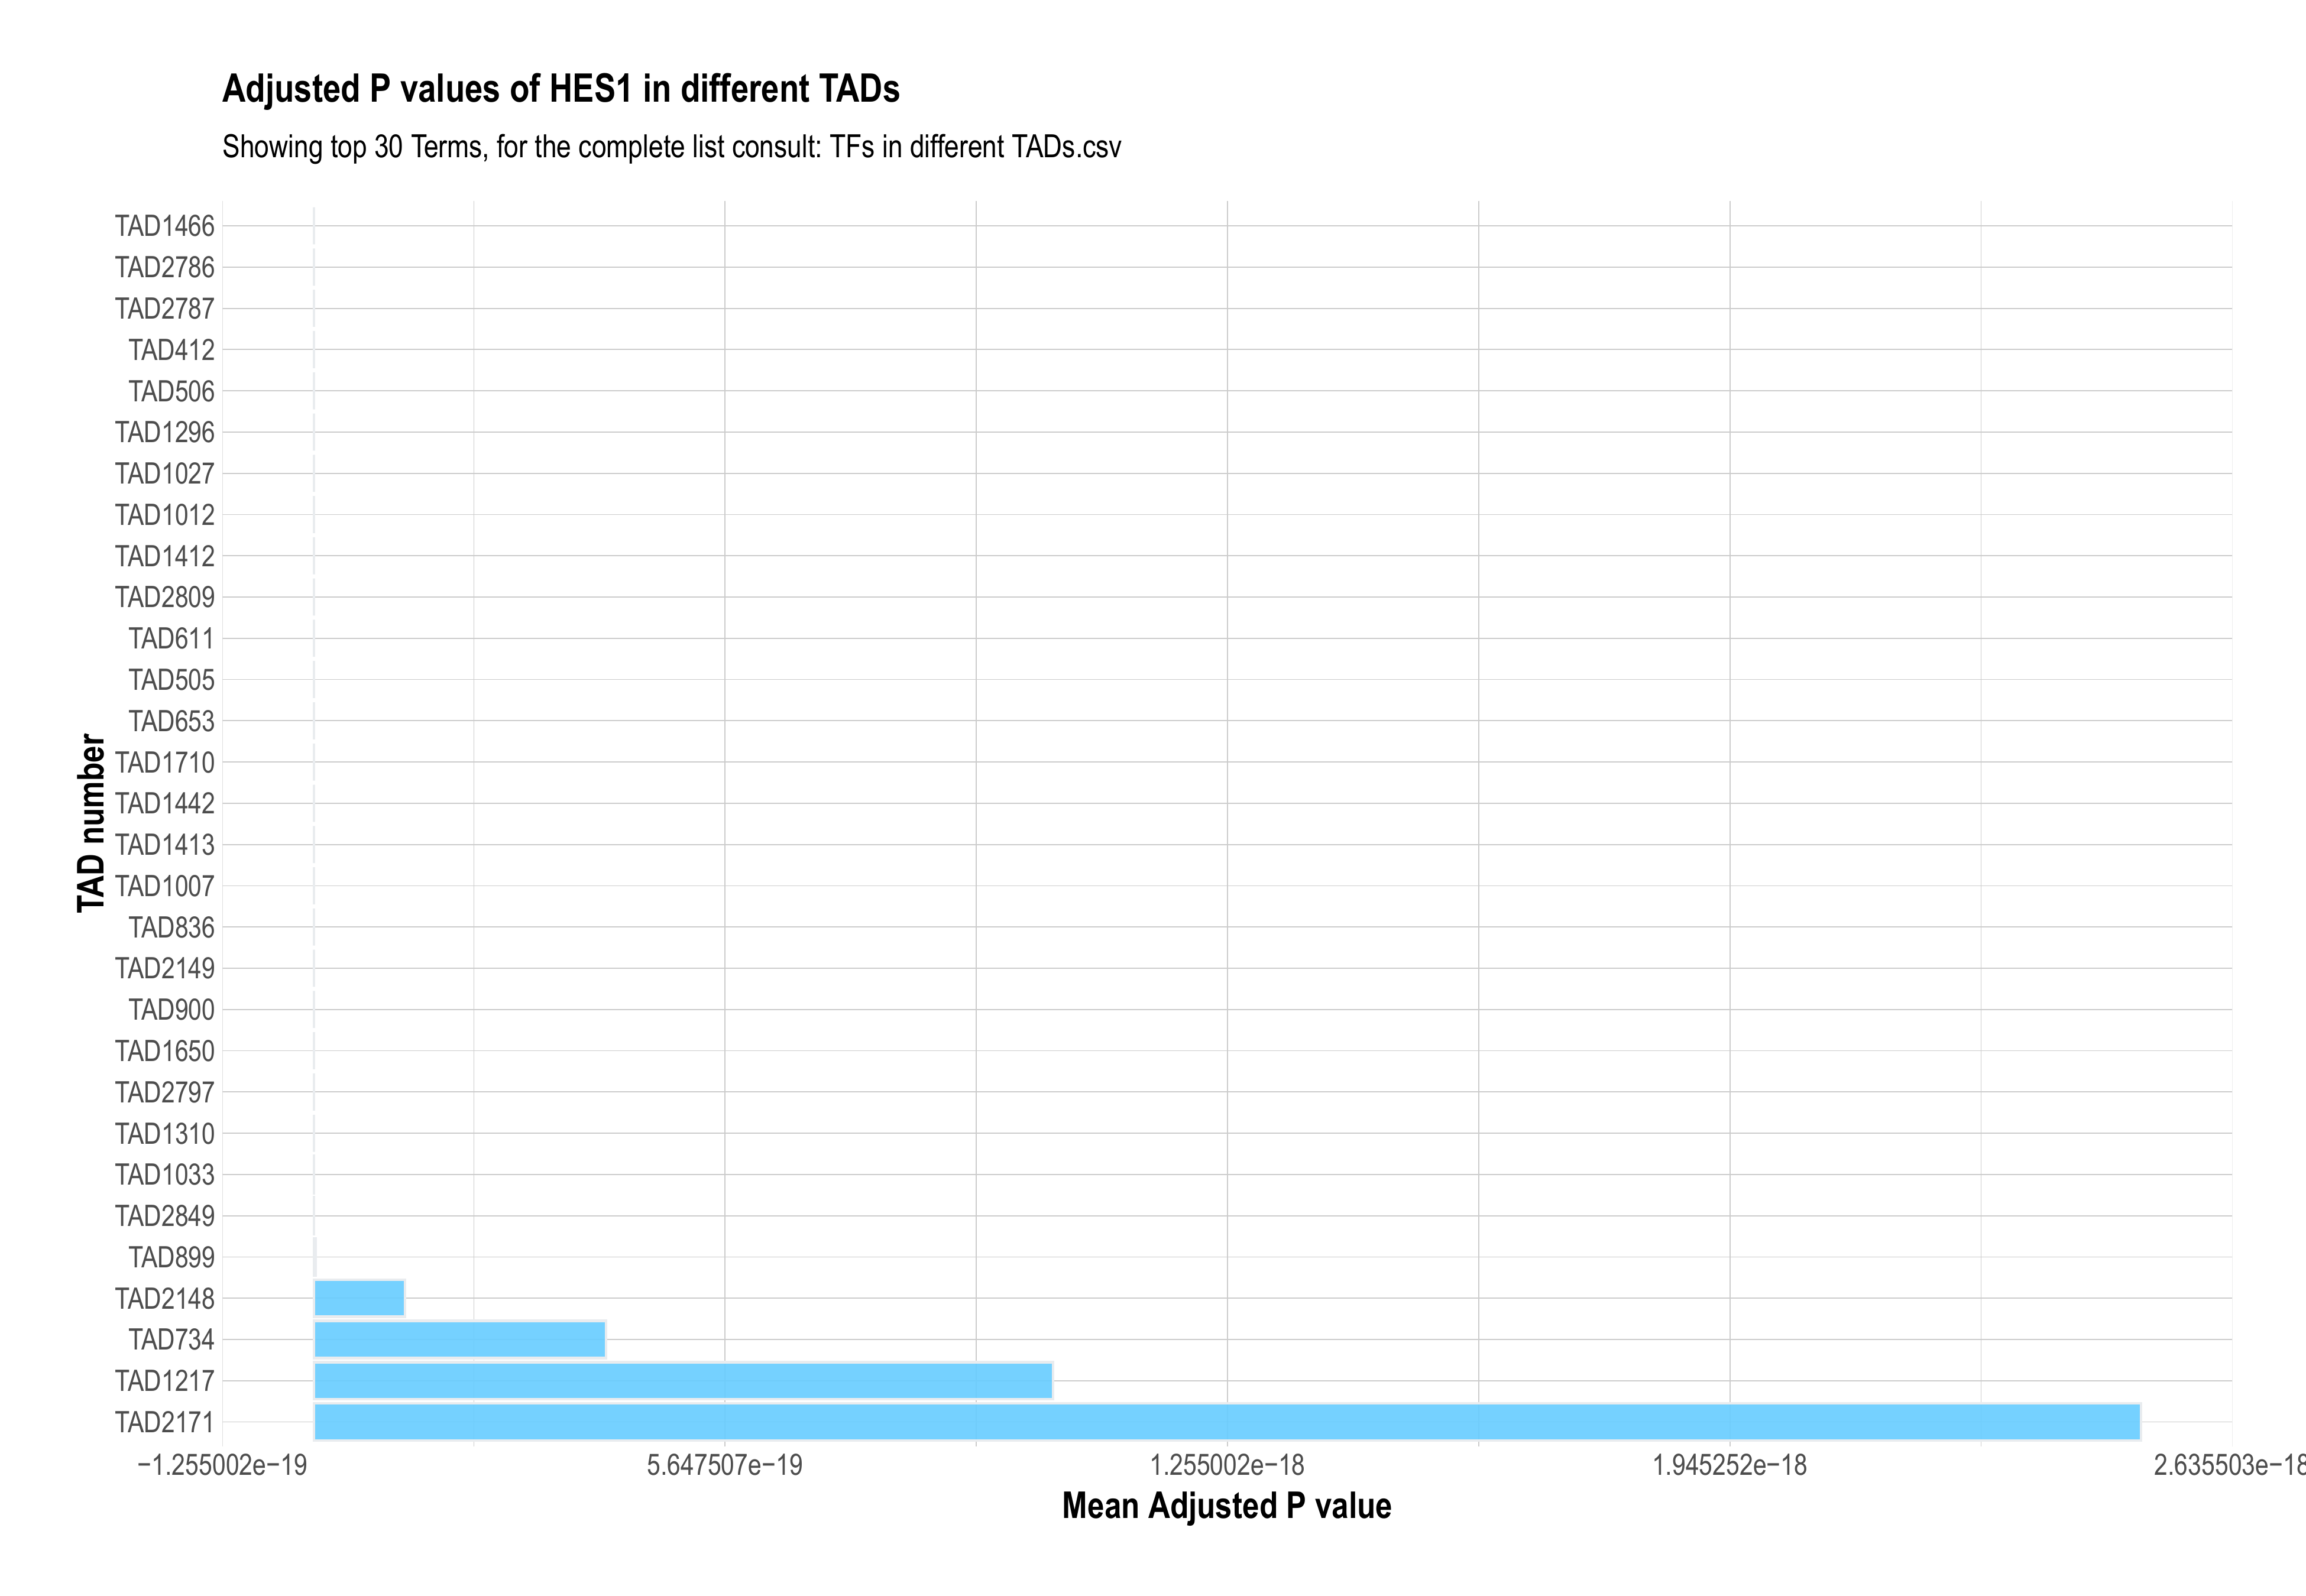 Adjusted P values of HES1 in different TADs
Showing top 30 Terms, for the complete list consult: TFs in different TADs.csv
TAD number
TAD1466
TAD2786
TAD2787
TAD412
TAD506
TAD1296
TAD1027
TAD1012
TAD1412
TAD2809
TAD611
TAD505
TAD653
TAD1710
TAD1442
TAD1413
TAD1007
TAD836
TAD2149
TAD900
TAD1650
TAD2797
TAD1310
TAD1033
TAD2849
TAD899
TAD2148
TAD734
TAD1217
TAD2171
−1.255002e−19 5.647507e−19 1.255002e−18 1.945252e−18 2.635503e−18
Mean Adjusted P value